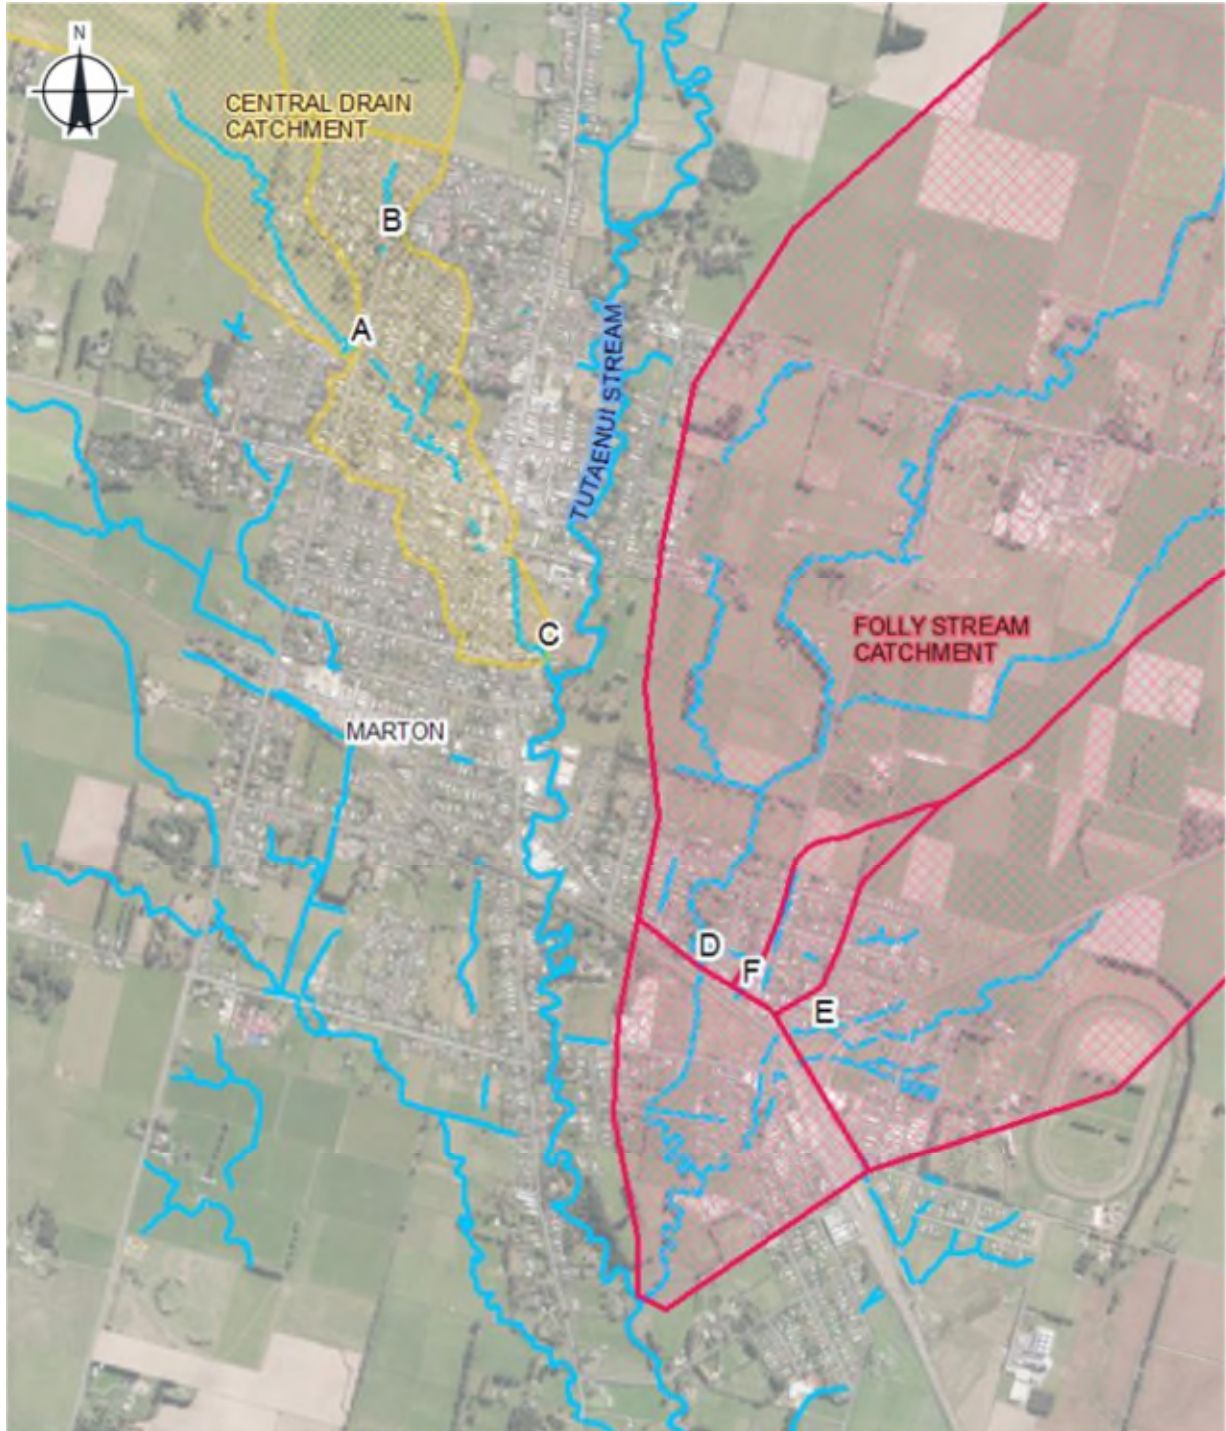 N
CENTRAL DRAIN
CATCHMENT
B
TUTAENUI STREAM
A
FOLLY STREAM
CATCHMENT
C
MARTON
D
F
E